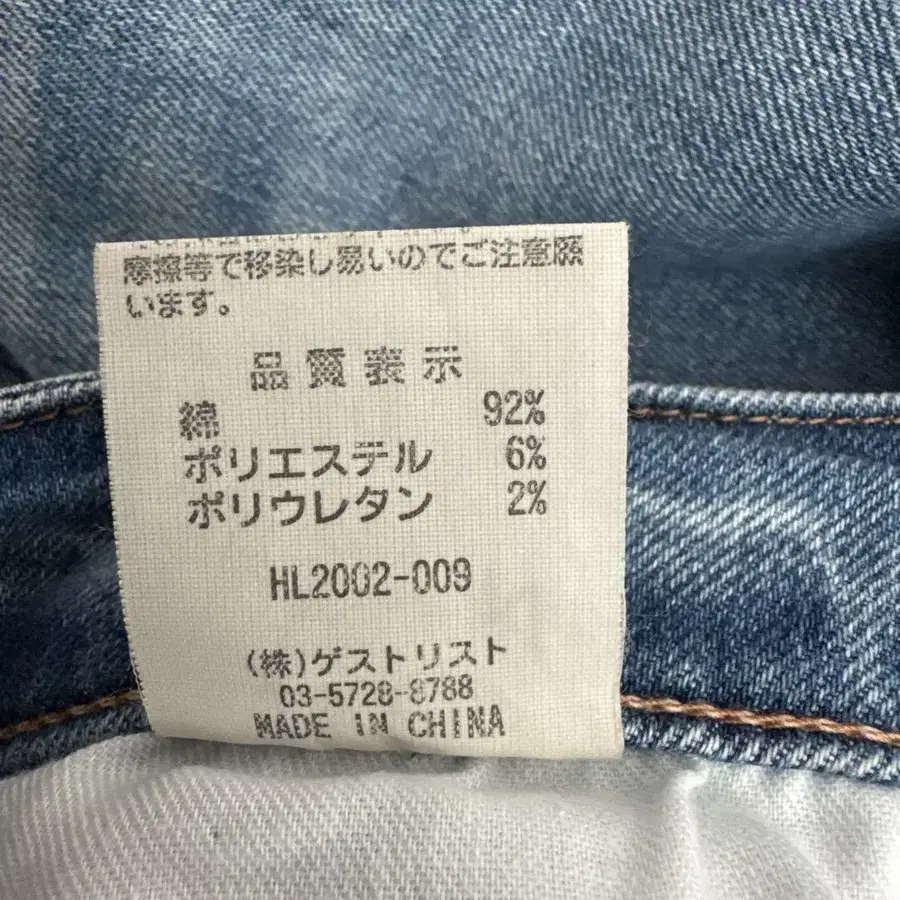 摩擦等で移染し易いのでご注意願
います。
品質表示
綿 92%
ポリエステル 6%
ポリウレタン 2%
HL2002-009
(株)ゲストリスト
03-5728-8788
MADE IN CHINA